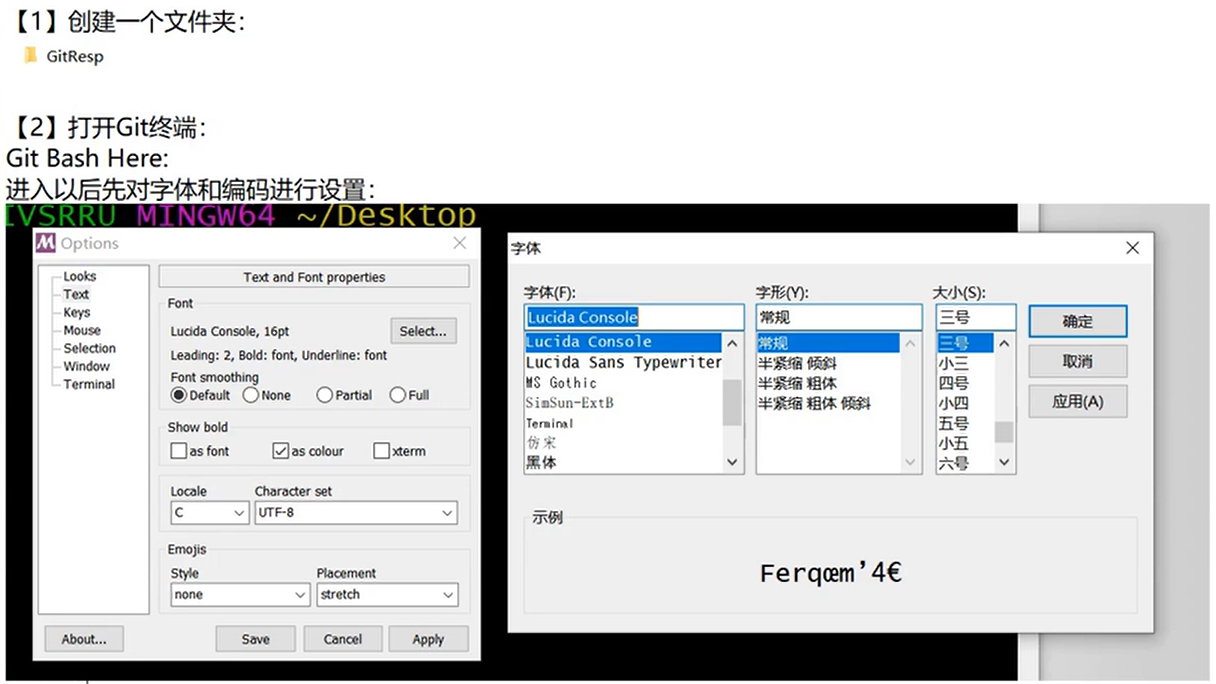 【1】创建一个文件夹：
GitResp
【2】打开Git终端：
Git Bash Here:
进入以后先对字体和编码进行设置：
IVSRRU MINGW64 ~/Desktop
Options
Looks
Text
Keys
Mouse
Selection
Window
Terminal
Text and Font properties
Font
Lucida Console, 16pt
Select...
Leading: 2, Bold: font, Underline: font
Font smoothing
Default None Partial Full
Show bold
as font as colour xterm
Locale Character set
C UTF-8
Emojis
Style Placement
none stretch
About... Save Cancel Apply
字体
字体(F):
Lucida Console
Lucida Console
Lucida Sans Typewriter
MS Gothic
SimSun-ExtB
Terminal
仿宋
黑体
字形(Y):
常规
常规
半紧缩 倾斜
半紧缩 粗体
半紧缩 粗体 倾斜
大小(S):
三号
三号
小三
四号
小四
五号
小五
六号
确定
取消
应用(A)
示例
Ferqœm’4€